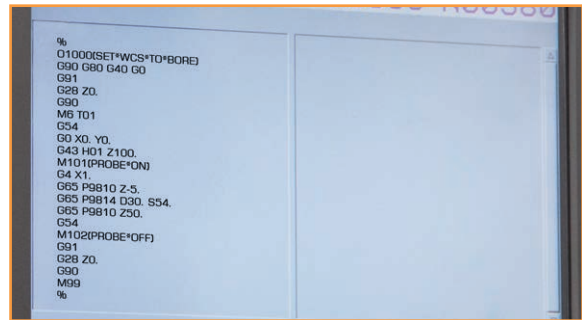 %
O1000(SET*WCS*TO*BORE)
G90 G80 G40 G0
G91
G28 Z0.
G90
M6 T01
G54
G0 X0. Y0.
G43 H01 Z100.
M101(PROBE*ON)
G4 X1.
G65 P9810 Z-5.
G65 P9814 D30. S54.
G65 P9810 Z50.
G54
M102(PROBE*OFF)
G91
G28 Z0.
G90
M99
%